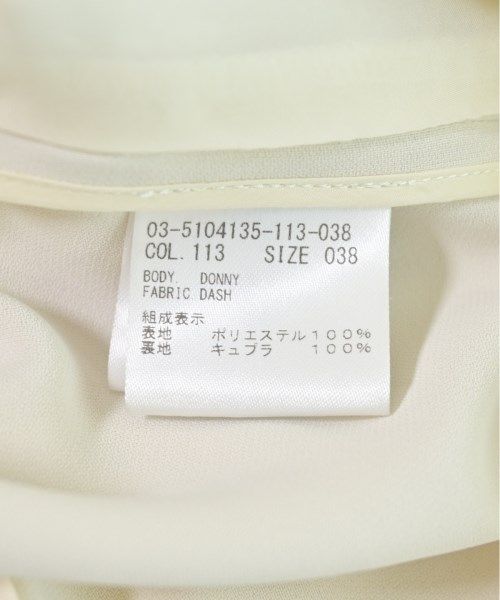 03-5104135-113-038
COL.113 SIZE 038
BODY. DONNY
FABRIC.DASH
組成表示
表地 ポリエステル１００％
裏地 キュプラ １００％